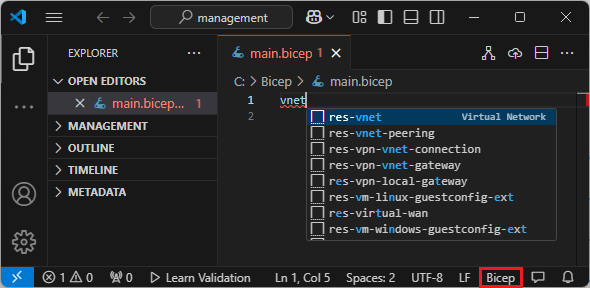 management
EXPLORER
OPEN EDITORS
main.bicep... 1
MANAGEMENT
OUTLINE
TIMELINE
METADATA
main.bicep 1
C: > Bicep > main.bicep
1 vnet
2
res-vnet Virtual Network
res-vnet-peering
res-vpn-vnet-connection
res-vpn-vnet-gateway
res-vpn-local-gateway
res-vm-linux-guestconfig-ext
res-virtual-wan
res-vm-windows-guestconfig-ext
1 0 0 Learn Validation Ln 1, Col 5 Spaces: 2 UTF-8 LF Bicep